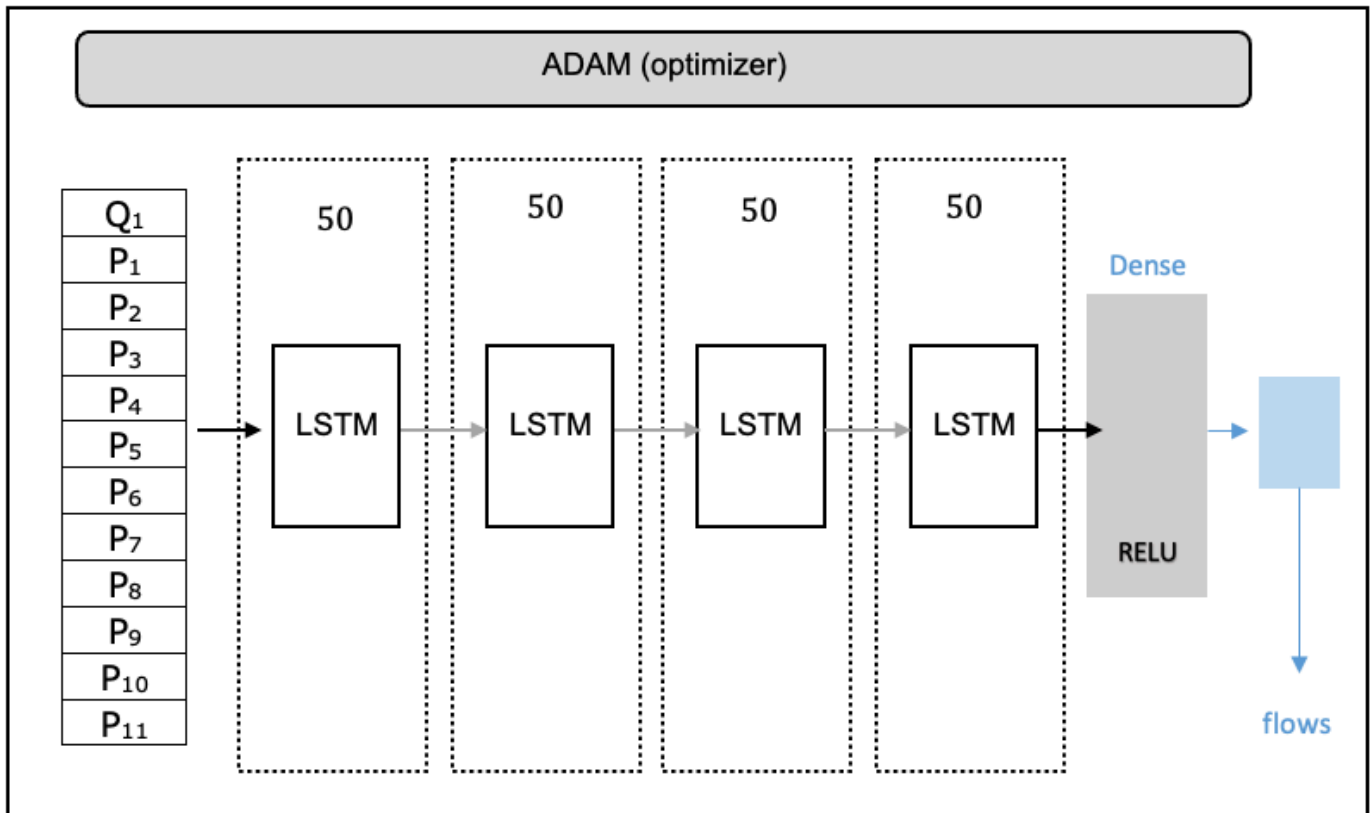 ADAM (optimizer)
Q₁
P₁
P₂
P₃
P₄
P₅
P₆
P₇
P₈
P₉
P₁₀
P₁₁
50
50
50
50
LSTM
LSTM
LSTM
LSTM
Dense
RELU
flows